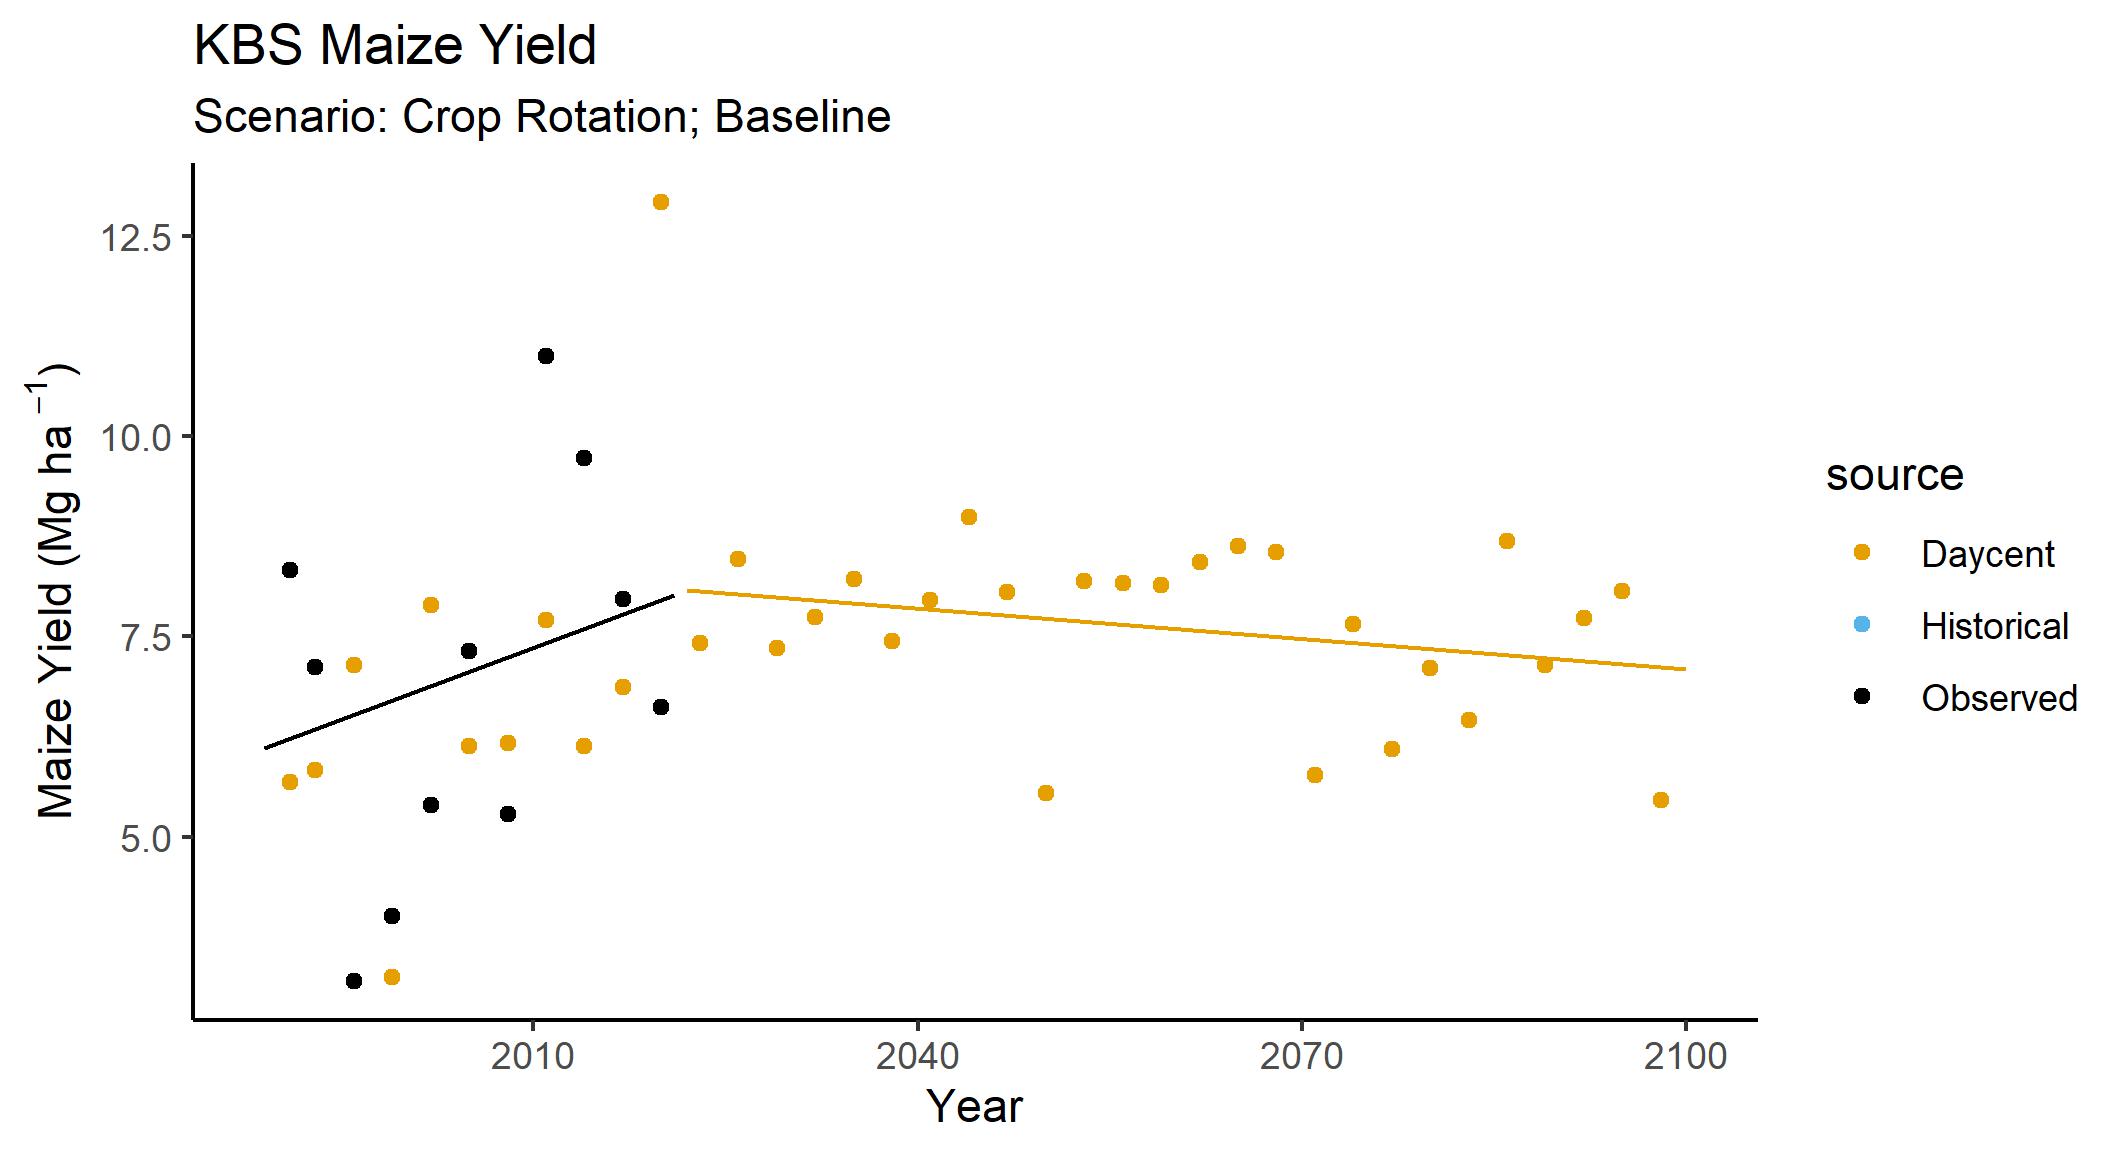 KBS Maize Yield
Scenario: Crop Rotation; Baseline
Maize Yield (Mg ha⁻¹)
12.5
10.0
7.5
5.0
2010
2040
2070
2100
Year
source
Daycent
Historical
Observed